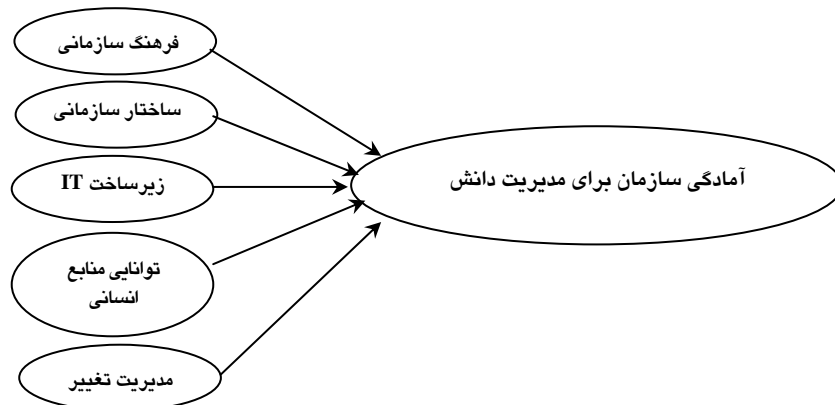 فرهنگ سازمانی
ساختار سازمانی
زیرساخت IT
توانایی منابع
انسانی
مدیریت تغییر
آمادگی سازمان برای مدیریت دانش